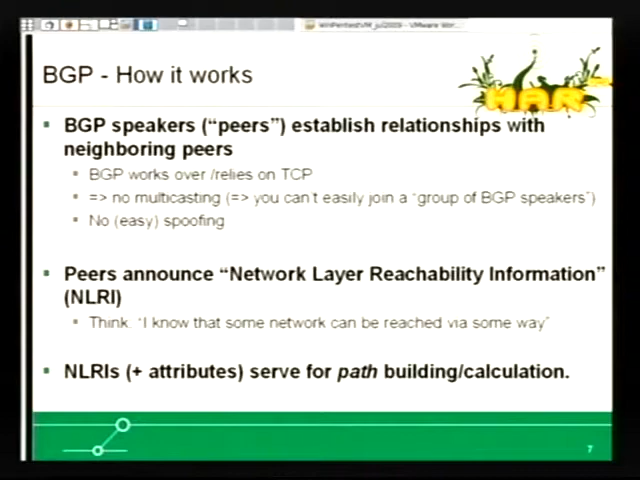 BGP - How it works
HAR
BGP speakers (“peers”) establish relationships with
neighboring peers
BGP works over /relies on TCP
=> no multicasting (=> you can't easily join a “group of BGP speakers”)
No (easy) spoofing
Peers announce “Network Layer Reachability Information”
(NLRI)
Think: “I know that some network can be reached via some way”
NLRIs (+ attributes) serve for path building/calculation.
7